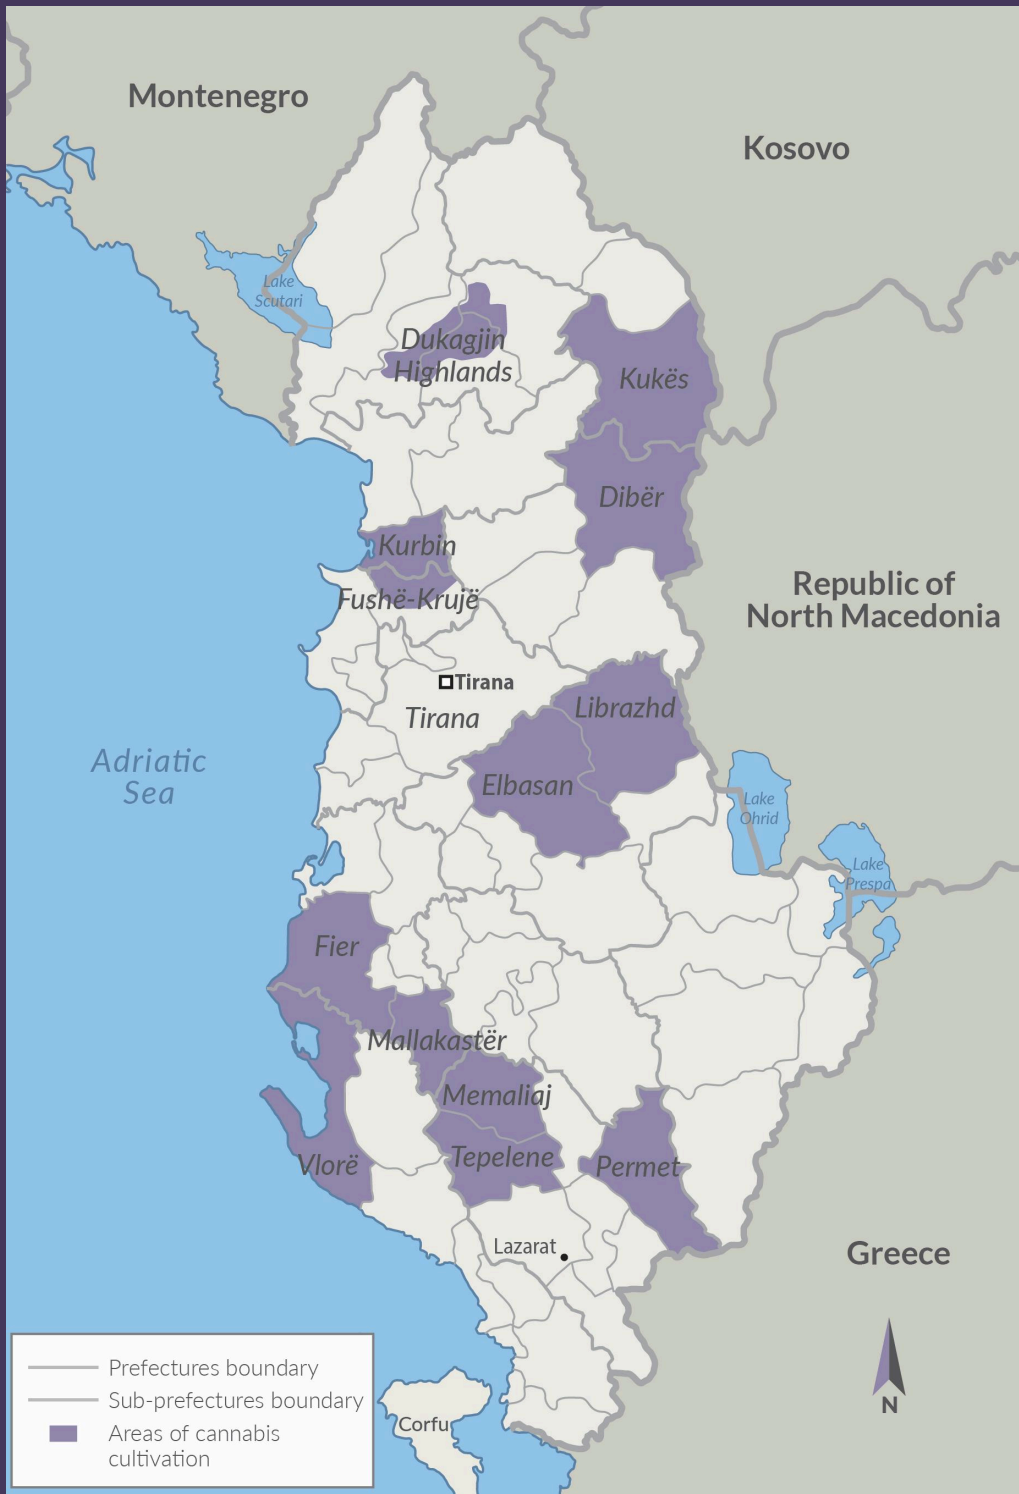 Montenegro
Kosovo
Lake
Scutari
Dukagjin
Highlands
Kukës
Dibër
Kurbin
Fushë-Krujë
Republic of
North Macedonia
Tirana
Tirana
Librazhd
Adriatic
Sea
Elbasan
Lake
Ohrid
Lake
Prespa
Fier
Mallakastër
Memaliaj
Vlorë
Tepelene
Permet
Lazarat
Greece
Prefectures boundary
Sub-prefectures boundary
Areas of cannabis
cultivation
Corfu
N